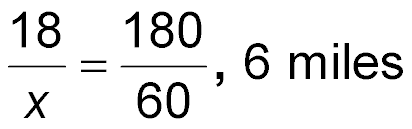 18/x = 180/60, 6 miles